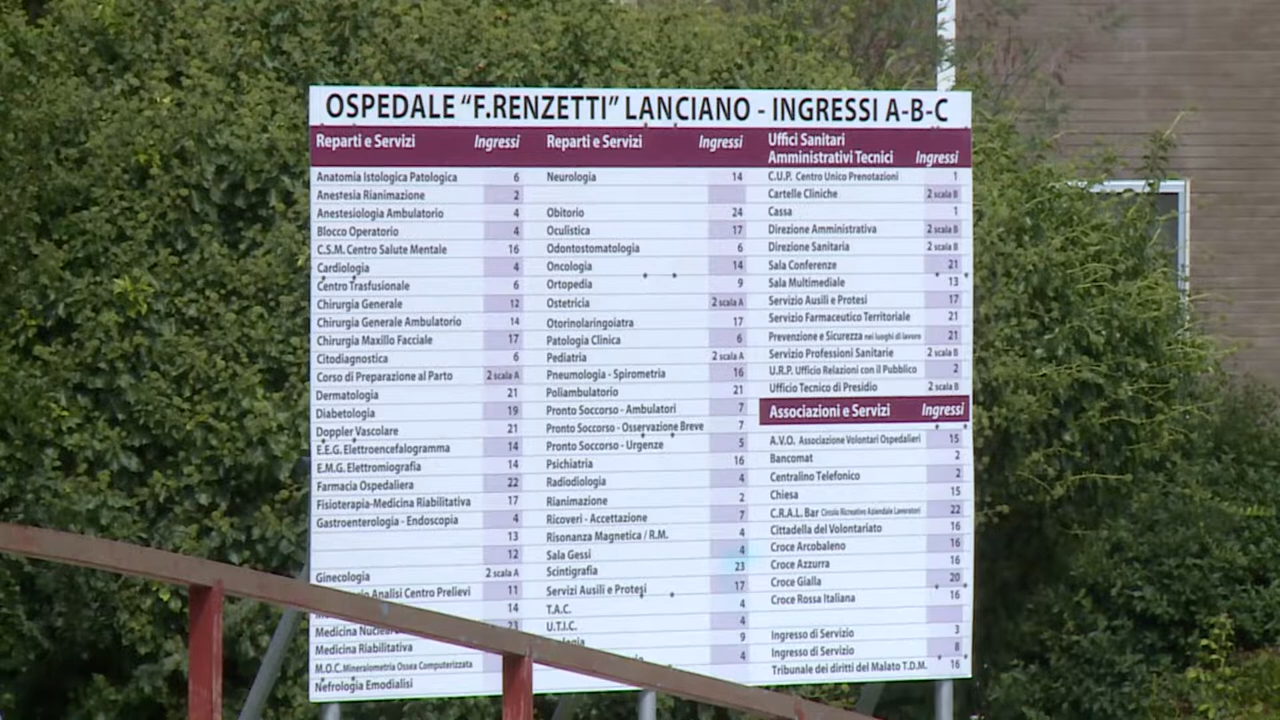 OSPEDALE “F.RENZETTI” LANCIANO - INGRESSI A-B-C
Reparti e Servizi Ingressi
Anatomia Istologica Patologica 6
Anestesia Rianimazione 2
Anestesiologia Ambulatorio 4
Blocco Operatorio 4
C.S.M. Centro Salute Mentale 16
Cardiologia 4
Centro Trasfusionale 6
Chirurgia Generale 12
Chirurgia Generale Ambulatorio 14
Chirurgia Maxillo Facciale 17
Citodiagnostica 6
Corso di Preparazione al Parto 2 scala A
Dermatologia 21
Diabetologia 19
Doppler Vascolare 21
E.E.G. Elettroencefalogramma 14
E.M.G. Elettromiografia 14
Farmacia Ospedaliera 22
Fisioterapia-Medicina Riabilitativa 17
Gastroenterologia - Endoscopia 4
13
12
Ginecologia 2 scala A
Analisi Centro Prelievi 11
14
Medicina 23
Medicina Riabilitativa
M.O.C. Mineralometria Ossea Computerizzata
Nefrologia Emodialisi
Reparti e Servizi Ingressi
Neurologia 14
Obitorio 24
Oculistica 17
Odontostomatologia 6
Oncologia 14
Ortopedia 9
Ostetricia 2 scala A
Otorinolaringoiatra 17
Patologia Clinica 6
Pediatria 2 scala A
Pneumologia - Spirometria 16
Poliambulatorio 21
Pronto Soccorso - Ambulatori 7
Pronto Soccorso - Osservazione Breve 7
Pronto Soccorso - Urgenze 5
Psichiatria 16
Radiodiologia 4
Rianimazione 2
Ricoveri - Accettazione 7
Risonanza Magnetica / R.M. 4
Sala Gessi 4
Scintigrafia 23
Servizi Ausili e Protesi 17
T.A.C. 4
U.T.I.C. 4
9
4
Uffici Sanitari
Amministrativi Tecnici Ingressi
C.U.P. Centro Unico Prenotazioni 1
Cartelle Cliniche 2 scala B
Cassa 1
Direzione Amministrativa 2 scala B
Direzione Sanitaria 2 scala B
Sala Conferenze 21
Sala Multimediale 13
Servizio Ausili e Protesi 17
Servizio Farmaceutico Territoriale 21
Prevenzione e Sicurezza nei luoghi di lavoro 21
Servizio Professioni Sanitarie 2 scala B
U.R.P. Ufficio Relazioni con il Pubblico 2
Ufficio Tecnico di Presidio 2 scala B
Associazioni e Servizi Ingressi
A.V.O. Associazione Volontari Ospedalieri 15
Bancomat 2
Centralino Telefonico 2
Chiesa 15
C.R.A.L. Bar Circolo Ricreativo Aziendale Lavoratori 22
Cittadella del Volontariato 16
Croce Arcobaleno 16
Croce Azzurra 16
Croce Gialla 20
Croce Rossa Italiana 16
Ingresso di Servizio 3
Ingresso di Servizio 8
Tribunale dei diritti del Malato T.D.M. 16